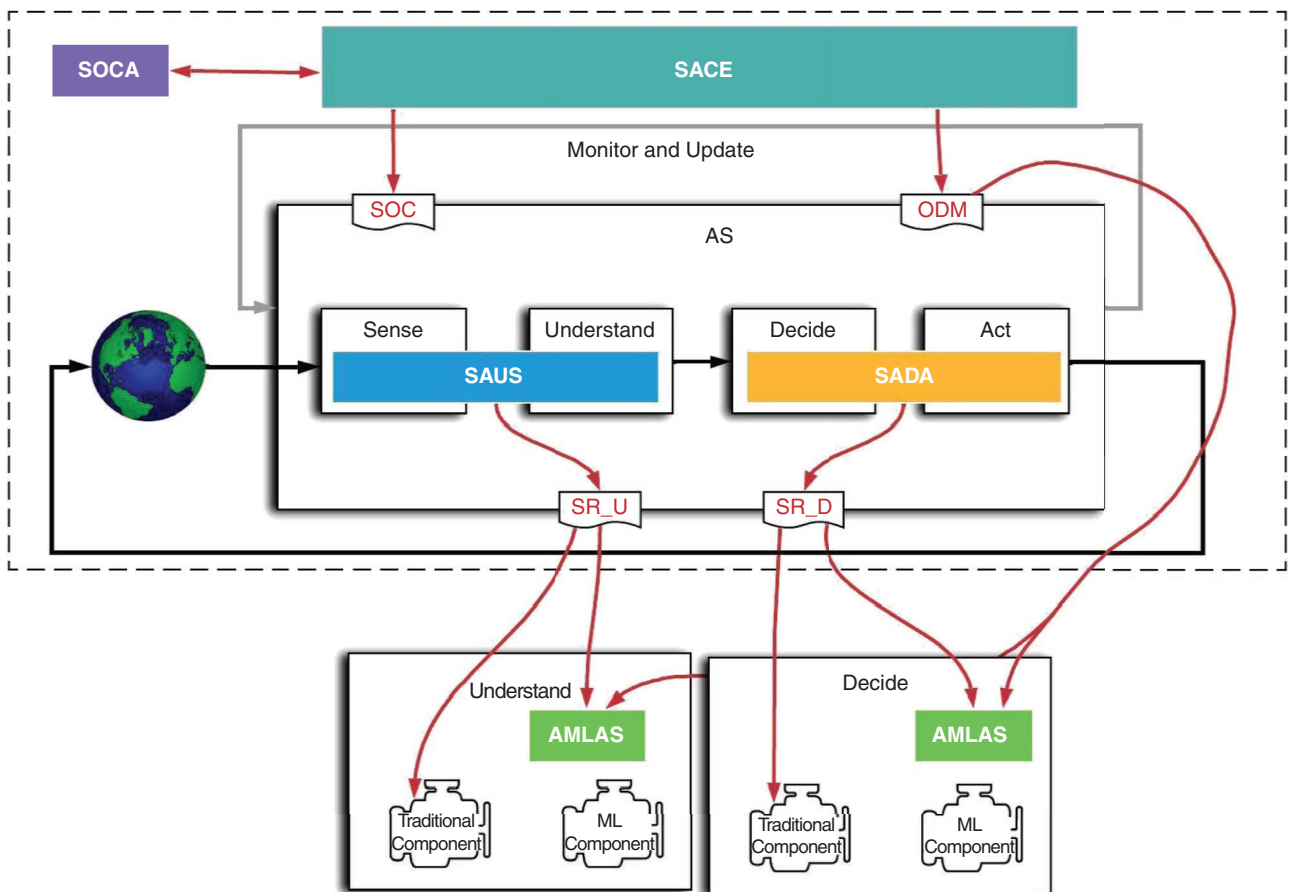 SOCA
SACE
Monitor and Update
SOC
ODM
AS
Sense
Understand
Decide
Act
SAUS
SADA
SR_U
SR_D
Understand
Decide
AMLAS
AMLAS
Traditional
Component
ML
Component
Traditional
Component
ML
Component